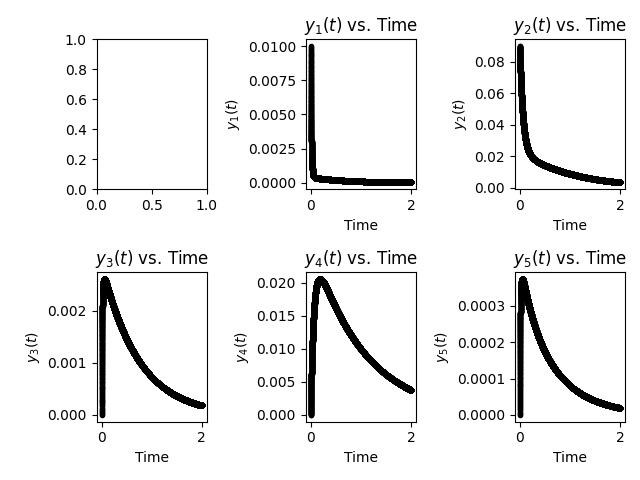 y₁(t) vs. Time
y₂(t) vs. Time
1.0
0.8
0.6
0.4
0.2
0.0
0.0 0.5 1.0
y₁(t)
0.0100
0.0075
0.0050
0.0025
0.0000
0 2
Time
y₂(t)
0.08
0.06
0.04
0.02
0.00
0 2
Time
y₃(t) vs. Time
y₃(t)
0.002
0.001
0.000
0 2
Time
y₄(t) vs. Time
y₄(t)
0.020
0.015
0.010
0.005
0.000
0 2
Time
y₅(t) vs. Time
y₅(t)
0.0003
0.0002
0.0001
0.0000
0 2
Time